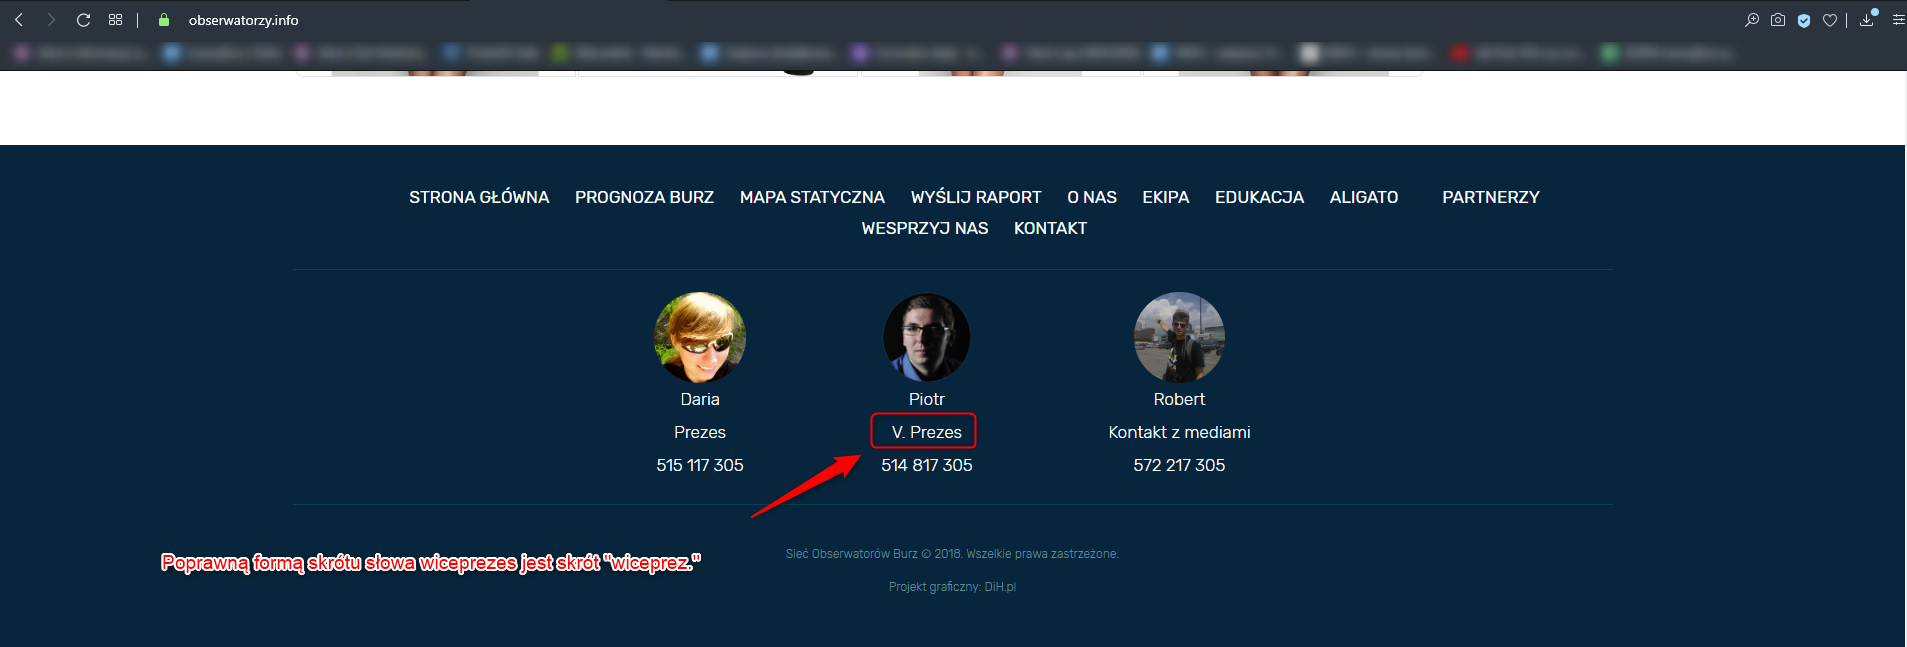 obserwatorzy.info
STRONA GŁÓWNA PROGNOZA BURZ MAPA STATYCZNA WYŚLIJ RAPORT O NAS EKIPA EDUKACJA ALIGATO PARTNERZY
WESPRZYJ NAS KONTAKT
Daria
Prezes
515 117 305
Piotr
V. Prezes
514 817 305
Robert
Kontakt z mediami
572 217 305
Poprawną formą skrótu słowa wiceprezes jest skrót "wiceprez."
Sieć Obserwatorów Burz © 2018. Wszelkie prawa zastrzeżone.
Projekt graficzny: DiH.pl